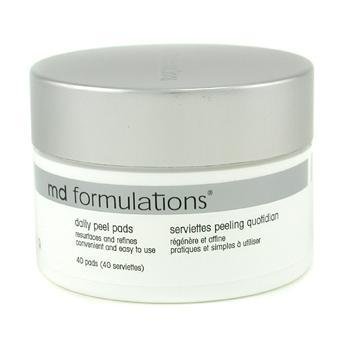 md formulations®
daily peel pads
resurfaces and refines
convenient and easy to use
40 pads (40 serviettes)
serviettes peeling quotidian
régénère et affine
pratiques et simples à utiliser